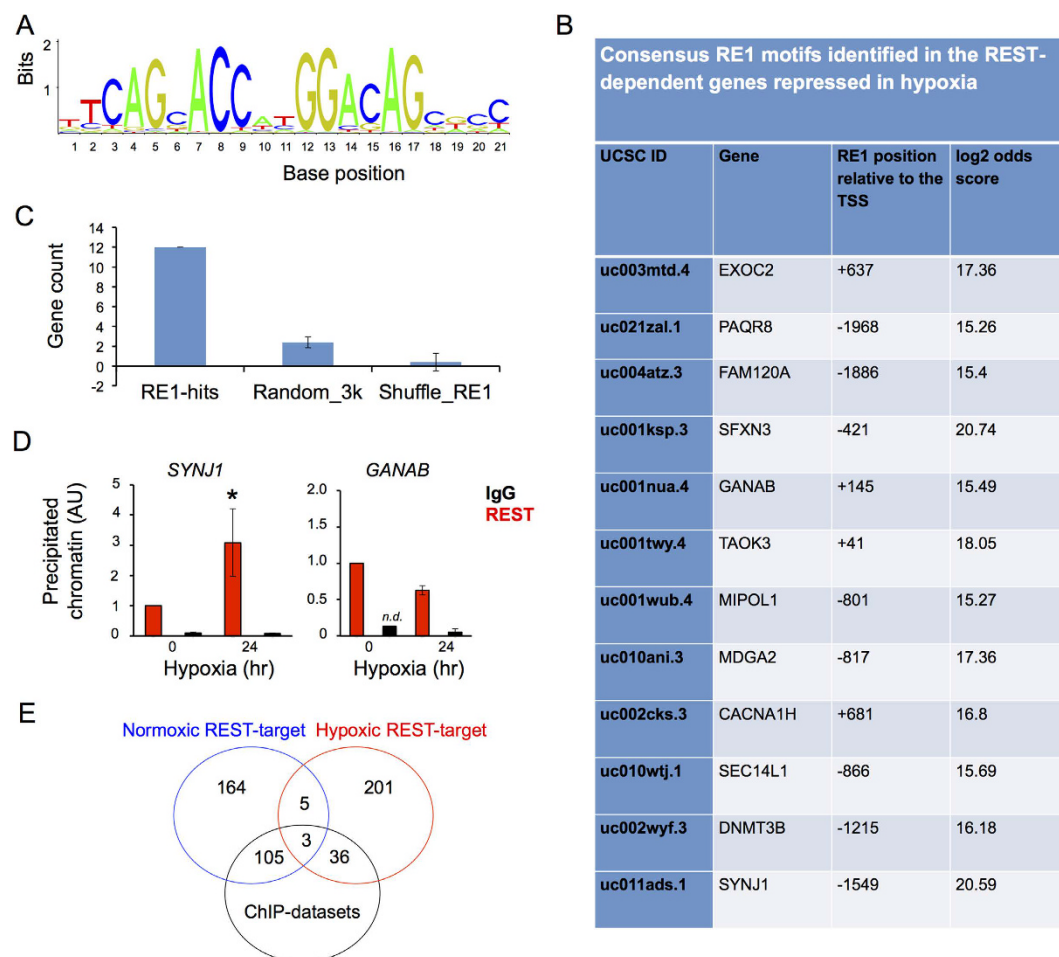 A
Bits
2
1
T T C A G C A C C A T G G A C A G C G C C
1 2 3 4 5 6 7 8 9 10 11 12 13 14 15 16 17 18 19 20 21
Base position
B
Consensus RE1 motifs identified in the REST-
dependent genes repressed in hypoxia
UCSC ID Gene RE1 position log2 odds
relative to the score
TSS
uc003mtd.4 EXOC2 +637 17.36
uc021zal.1 PAQR8 -1968 15.26
uc004atz.3 FAM120A -1886 15.4
uc001ksp.3 SFXN3 -421 20.74
uc001nua.4 GANAB +145 15.49
uc001twy.4 TAOK3 +41 18.05
uc001wub.4 MIPOL1 -801 15.27
uc010ani.3 MDGA2 -817 17.36
uc002cks.3 CACNA1H +681 16.8
uc010wtj.1 SEC14L1 -866 15.69
uc002wyf.3 DNMT3B -1215 16.18
uc011ads.1 SYNJ1 -1549 20.59
C
Gene count
14
12
10
8
6
4
2
0
-2
RE1-hits Random_3k Shuffle_RE1
D
SYNJ1
Precipitated
chromatin (AU)
5
4
3
2
1
0
*
0 24
Hypoxia (hr)
GANAB
2.0
1.5
1.0
0.5
0
n.d.
0 24
Hypoxia (hr)
IgG
REST
E
Normoxic REST-target Hypoxic REST-target
164 5 201
105 3 36
ChIP-datasets